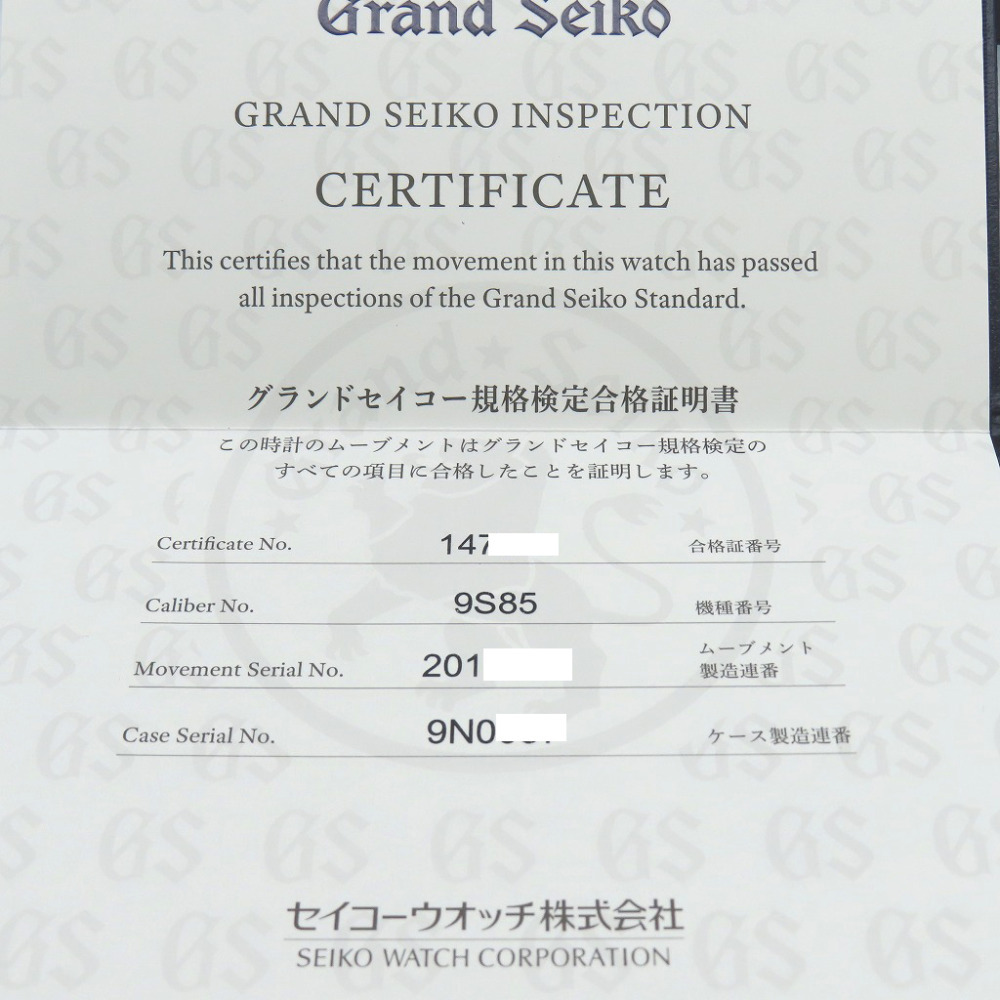 Grand Seiko
GRAND SEIKO INSPECTION
CERTIFICATE
This certifies that the movement in this watch has passed
all inspections of the Grand Seiko Standard.
グランドセイコー規格検定合格証明書
この時計のムーブメントはグランドセイコー規格検定の
すべての項目に合格したことを証明します。
Certificate No. 147 合格証番号
Caliber No. 9S85 機種番号
Movement Serial No. 201 ムーブメント
製造連番
Case Serial No. 9N0 ケース製造連番
セイコーウオッチ株式会社
SEIKO WATCH CORPORATION